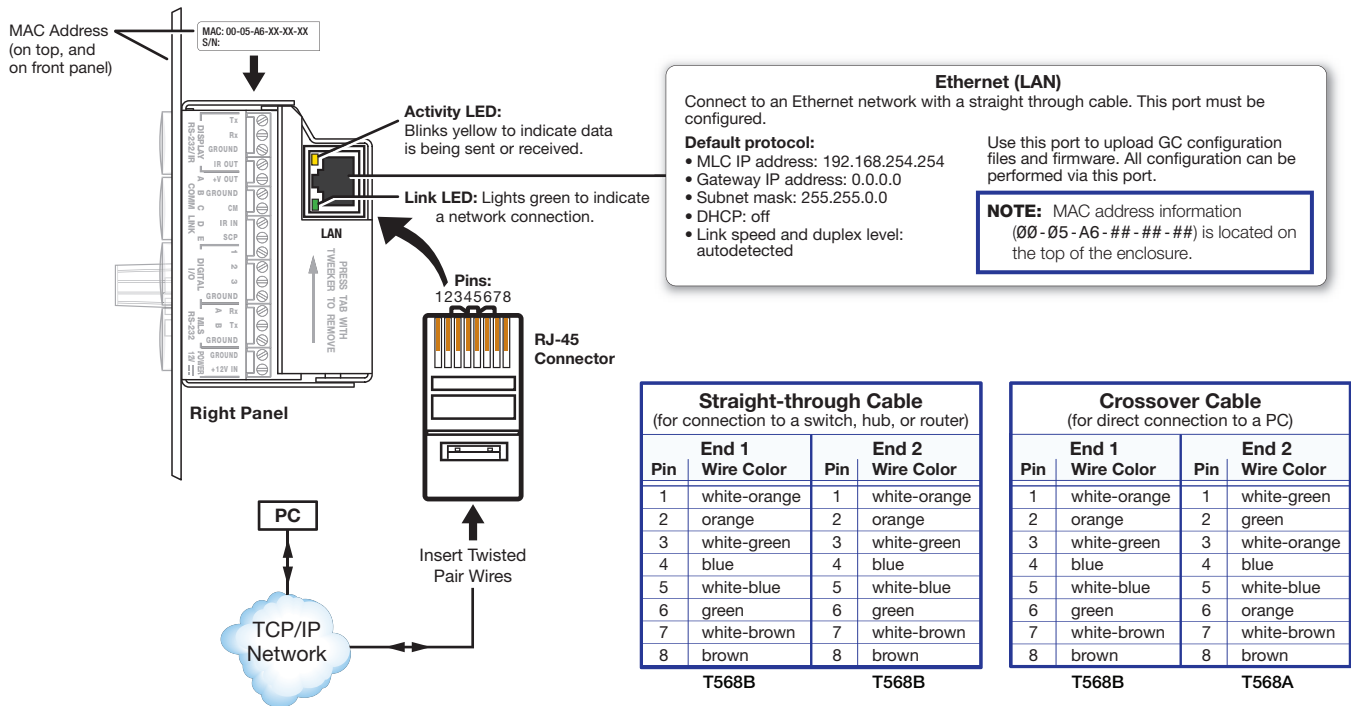 MAC Address
(on top, and
on front panel)
MAC: 00-05-A6-XX-XX-XX
S/N:
Activity LED:
Blinks yellow to indicate data
is being sent or received.
Link LED: Lights green to indicate
a network connection.
Ethernet (LAN)
Connect to an Ethernet network with a straight through cable. This port must be
configured.
Default protocol:
• MLC IP address: 192.168.254.254
• Gateway IP address: 0.0.0.0
• Subnet mask: 255.255.0.0
• DHCP: off
• Link speed and duplex level:
autodetected
Use this port to upload GC configuration
files and firmware. All configuration can be
performed via this port.
NOTE: MAC address information
(ØØ-Ø5-A6-##-##-##) is located on
the top of the enclosure.
DISPLAY
RS-232/IR
Tx
Rx
GROUND
IR OUT
COMM LINK
A +V OUT
B GROUND
C CM
D IR IN
E SCP
DIGITAL
I/O
1
2
3
GROUND
MLS
RS-232
A Rx
B Tx
GROUND
POWER
12V
GROUND
+12V IN
LAN
PRESS TAB WITH
TWEEKER TO REMOVE
Right Panel
Pins:
12345678
RJ-45
Connector
Insert Twisted
Pair Wires
PC
TCP/IP
Network
Straight-through Cable
(for connection to a switch, hub, or router)
End 1 End 2
Pin Wire Color Pin Wire Color
1 white-orange 1 white-orange
2 orange 2 orange
3 white-green 3 white-green
4 blue 4 blue
5 white-blue 5 white-blue
6 green 6 green
7 white-brown 7 white-brown
8 brown 8 brown
T568B T568B
Crossover Cable
(for direct connection to a PC)
End 1 End 2
Pin Wire Color Pin Wire Color
1 white-orange 1 white-green
2 orange 2 green
3 white-green 3 white-orange
4 blue 4 blue
5 white-blue 5 white-blue
6 green 6 orange
7 white-brown 7 white-brown
8 brown 8 brown
T568B T568A